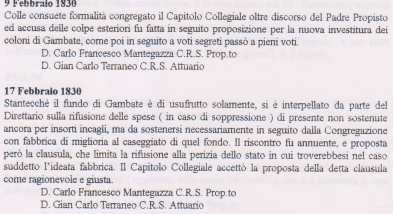 9 Febbraio 1830
Colle consuete formalità congregato il Capitolo Collegiale oltre discorso del Padre Propisto
ed accusa delle colpe esteriori fu fatta in seguito proposizione per la nuova investitura dei
coloni di Gambate, come poi in seguito a voti segreti passò a pieni voti.
D. Carlo Francesco Mantegazza C.R.S. Prop.to
D. Gian Carlo Terraneo C.R.S. Attuario
17 Febbraio 1830
Stantecchè il fundo di Gambate è di usufrutto solamente, si è interpellato da parte del
Direttario sulla rifusione delle spese ( in caso di soppressione ) di presente non sostenute
ancora per insorti incagli, ma da sostenersi necessariamente in seguito dalla Congregazione
con fabbrica di miglioria al caseggiato di quel fondo. Il riscontro fu annuente, e proposta
però la clausula, che limita la rifusione alla perizia dello stato in cui troverebbesi nel caso
suddetto l'ideata fabbrica. Il Capitolo Collegiale accettò la proposta della detta clausula
come ragionevole e giusta.
D. Carlo Francesco Mantegazza C.R.S. Prop.to
D. Gian Carlo Terraneo C.R.S. Attuario